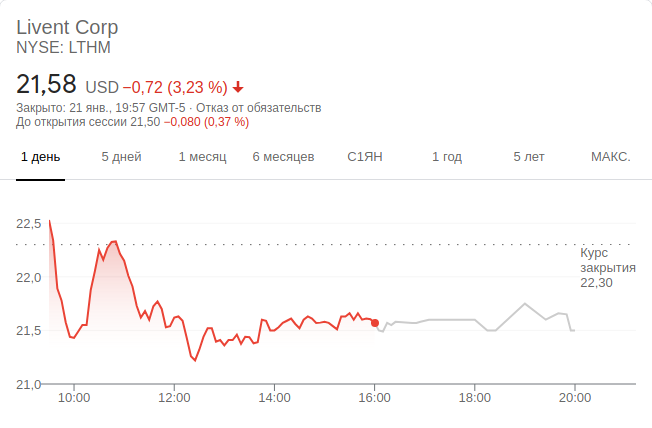 Livent Corp
NYSE: LTHM
21,58 USD −0,72 (3,23 %)
Закрыто: 21 янв., 19:57 GMT-5 · Отказ от обязательств
До открытия сессии 21,50 −0,080 (0,37 %)
1 день 5 дней 1 месяц 6 месяцев С1ЯН 1 год 5 лет МАКС.
22,5
Курс
закрытия
22,30
22,0
21,5
21,0
10:00 12:00 14:00 16:00 18:00 20:00